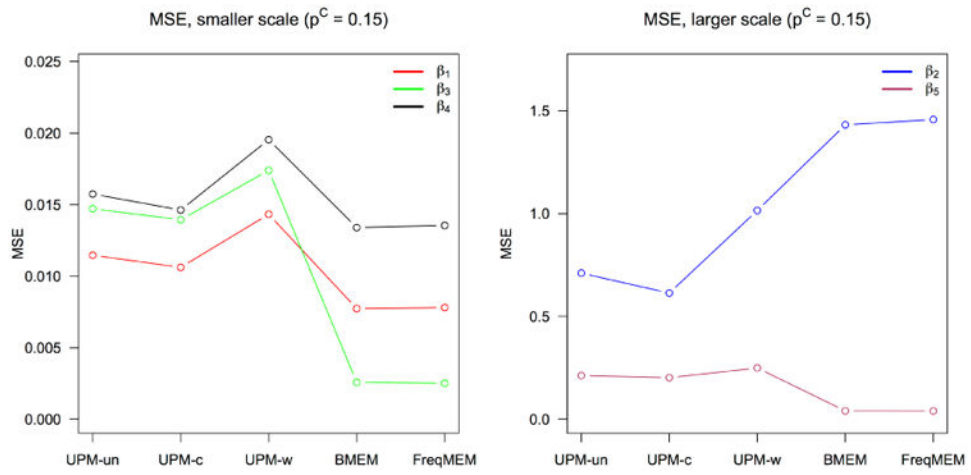 MSE, smaller scale (p^C = 0.15)
0.025
0.020
0.015
0.010
0.005
0.000
MSE
β₁
β₃
β₄
UPM-un UPM-c UPM-w BMEM FreqMEM
MSE, larger scale (p^C = 0.15)
1.5
1.0
0.5
0.0
MSE
β₂
β₅
UPM-un UPM-c UPM-w BMEM FreqMEM